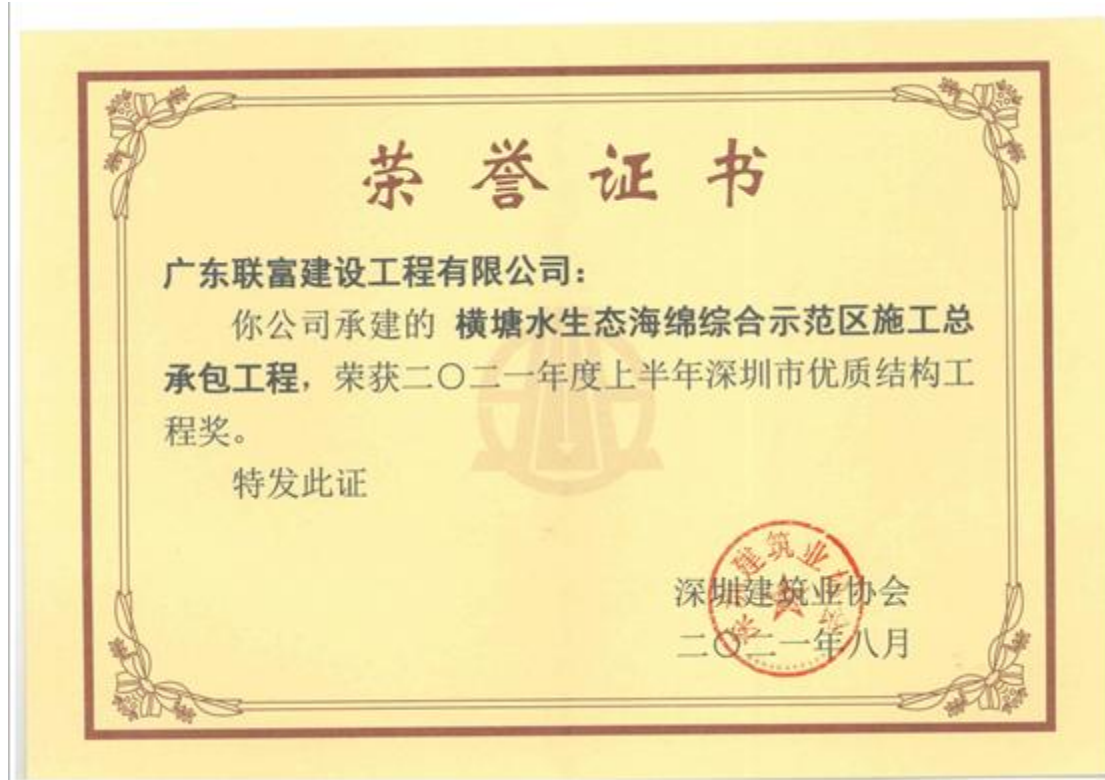 荣誉证书
广东联富建设工程有限公司：
你公司承建的 横塘水生态海绵综合示范区施工总
承包工程，荣获二〇二一年度上半年深圳市优质结构工
程奖。
特发此证
深圳建筑业协会
二〇二一年八月